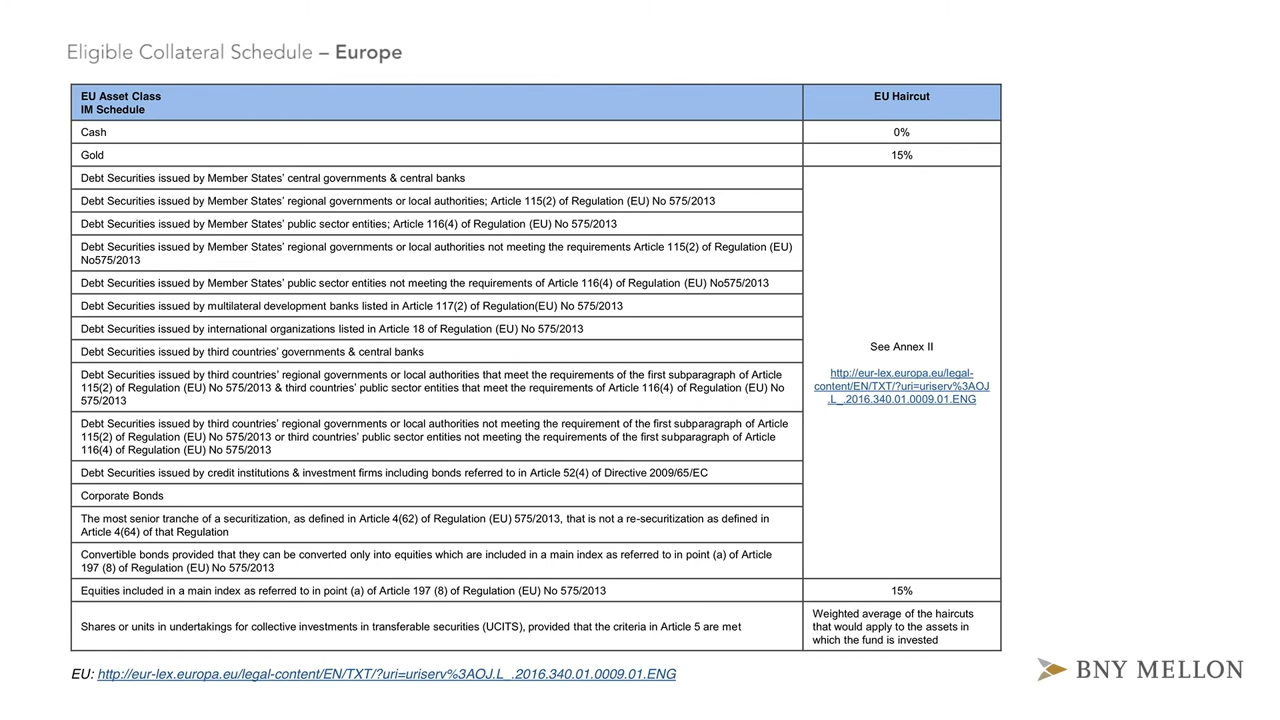 Eligible Collateral Schedule – Europe
EU Asset Class
IM Schedule
EU Haircut
Cash
0%
Gold
15%
Debt Securities issued by Member States’ central governments & central banks
Debt Securities issued by Member States’ regional governments or local authorities; Article 115(2) of Regulation (EU) No 575/2013
Debt Securities issued by Member States’ public sector entities; Article 116(4) of Regulation (EU) No 575/2013
Debt Securities issued by Member States’ regional governments or local authorities not meeting the requirements Article 115(2) of Regulation (EU)
No575/2013
Debt Securities issued by Member States’ public sector entities not meeting the requirements of Article 116(4) of Regulation (EU) No575/2013
Debt Securities issued by multilateral development banks listed in Article 117(2) of Regulation(EU) No 575/2013
Debt Securities issued by international organizations listed in Article 18 of Regulation (EU) No 575/2013
Debt Securities issued by third countries’ governments & central banks
Debt Securities issued by third countries’ regional governments or local authorities that meet the requirements of the first subparagraph of Article
115(2) of Regulation (EU) No 575/2013 & third countries’ public sector entities that meet the requirements of Article 116(4) of Regulation (EU) No
575/2013
Debt Securities issued by third countries’ regional governments or local authorities not meeting the requirement of the first subparagraph of Article
115(2) of Regulation (EU) No 575/2013 or third countries’ public sector entities not meeting the requirements of the first subparagraph of Article
116(4) of Regulation (EU) No 575/2013
Debt Securities issued by credit institutions & investment firms including bonds referred to in Article 52(4) of Directive 2009/65/EC
Corporate Bonds
The most senior tranche of a securitization, as defined in Article 4(62) of Regulation (EU) 575/2013, that is not a re-securitization as defined in
Article 4(64) of that Regulation
Convertible bonds provided that they can be converted only into equities which are included in a main index as referred to in point (a) of Article
197 (8) of Regulation (EU) No 575/2013
See Annex II
http://eur-lex.europa.eu/legal-
content/EN/TXT/?uri=uriserv%3AOJ
.L_.2016.340.01.0009.01.ENG
Equities included in a main index as referred to in point (a) of Article 197 (8) of Regulation (EU) No 575/2013
15%
Shares or units in undertakings for collective investments in transferable securities (UCITS), provided that the criteria in Article 5 are met
Weighted average of the haircuts
that would apply to the assets in
which the fund is invested
EU: http://eur-lex.europa.eu/legal-content/EN/TXT/?uri=uriserv%3AOJ.L_.2016.340.01.0009.01.ENG
BNY MELLON